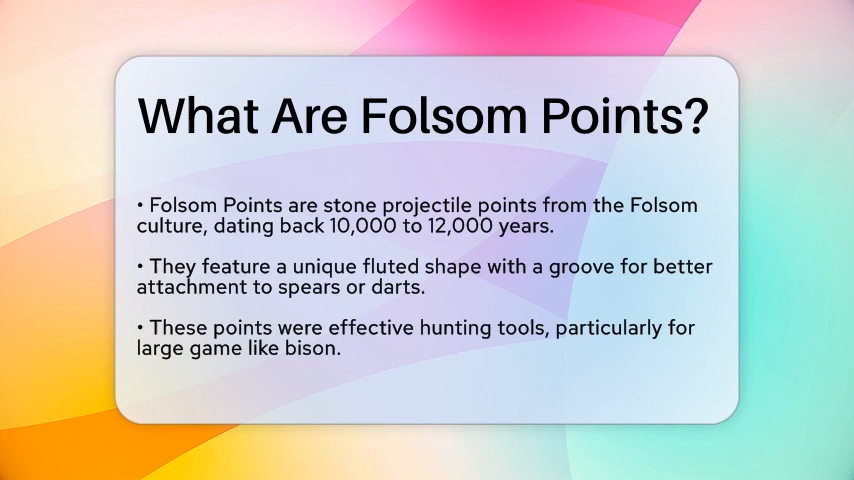 What Are Folsom Points?
• Folsom Points are stone projectile points from the Folsom
culture, dating back 10,000 to 12,000 years.
• They feature a unique fluted shape with a groove for better
attachment to spears or darts.
• These points were effective hunting tools, particularly for
large game like bison.